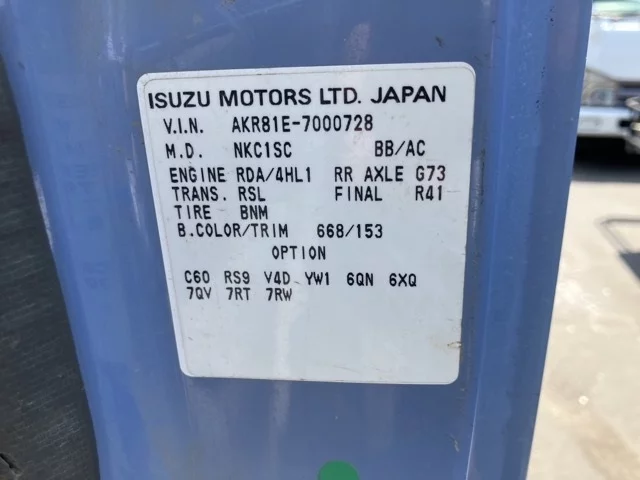 ISUZU MOTORS LTD. JAPAN
V.I.N. AKR81E-7000728
M.D. NKC1SC BB/AC
ENGINE RDA/4HL1 RR AXLE G73
TRANS. RSL FINAL R41
TIRE BNM
B.COLOR/TRIM 668/153
OPTION
C60 RS9 V4D YW1 6QN 6XQ
7QV 7RT 7RW